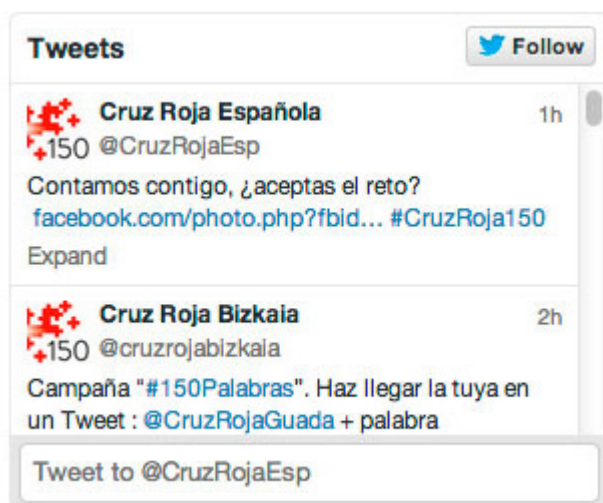 Tweets
Follow
Cruz Roja Española
1h
150 @CruzRojaEsp
Contamos contigo, ¿aceptas el reto?
facebook.com/photo.php?fbid... #CruzRoja150
Expand
Cruz Roja Bizkaia
2h
150 @cruzrojabizkaia
Campaña "#150Palabras". Haz llegar la tuya en
un Tweet : @CruzRojaGuada + palabra
Tweet to @CruzRojaEsp